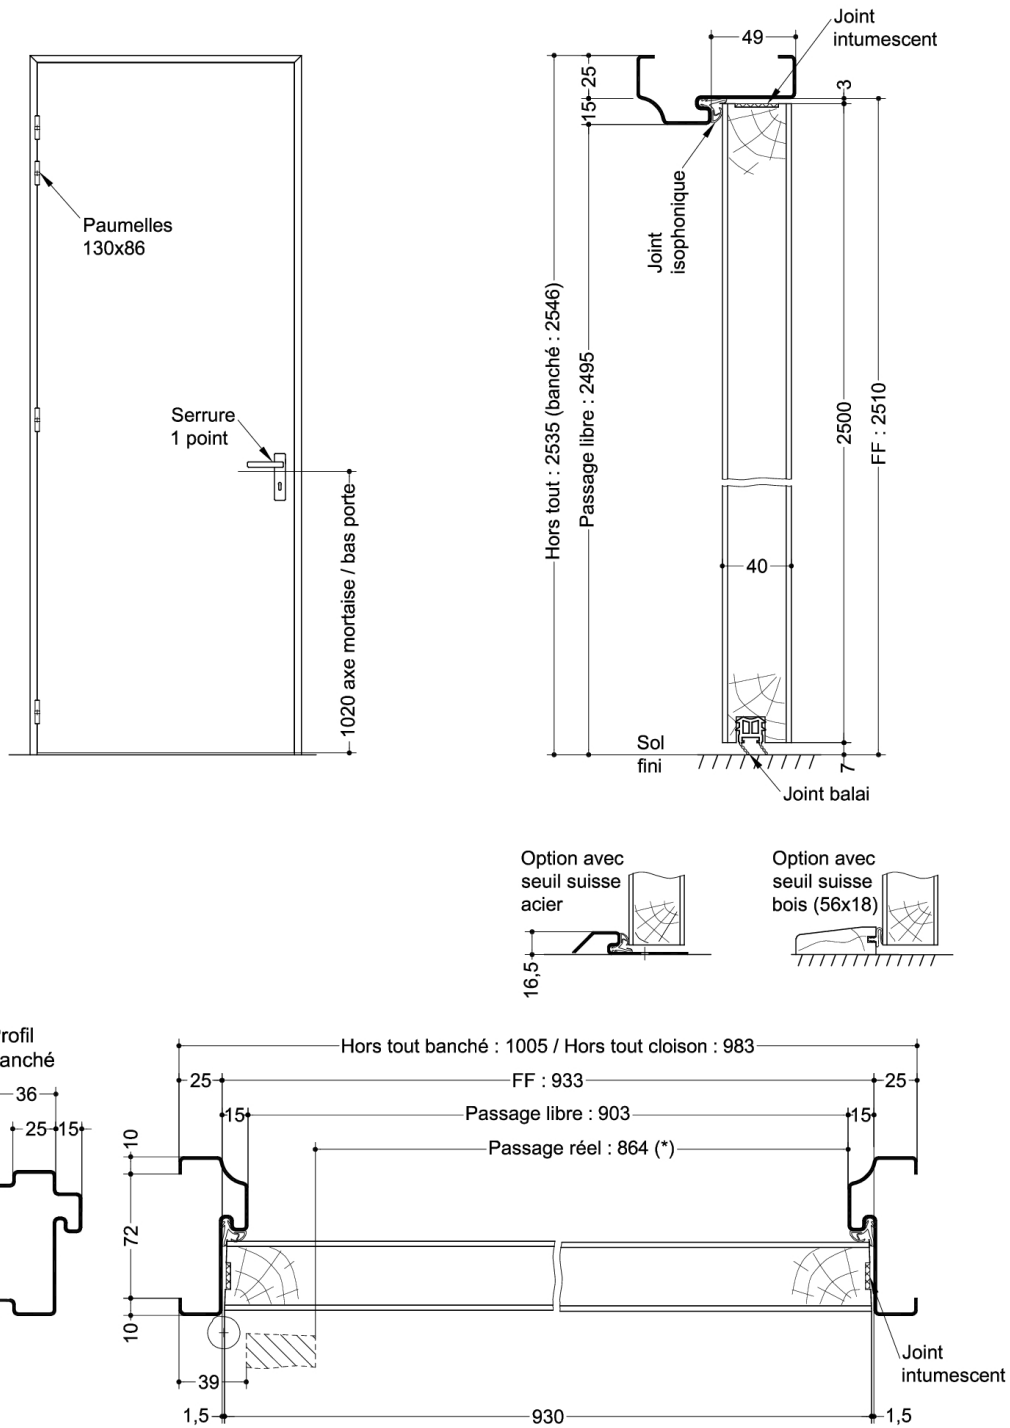 Joint
intumescent
49
25
15
3
Paumelles
130x86
Joint
isophonique
Hors tout : 2535 (banché : 2546)
Passage libre : 2495
2500
FF : 2510
Serrure
1 point
1020 axe mortaise / bas porte
40
Sol
fini
7
Joint balai
Option avec
seuil suisse
acier
16,5
Option avec
seuil suisse
bois (56x18)
rofil
anché
36
25
15
Hors tout banché : 1005 / Hors tout cloison : 983
25
FF : 933
25
15
Passage libre : 903
15
Passage réel : 864 (*)
10
72
10
39
Joint
intumescent
1,5
930
1,5